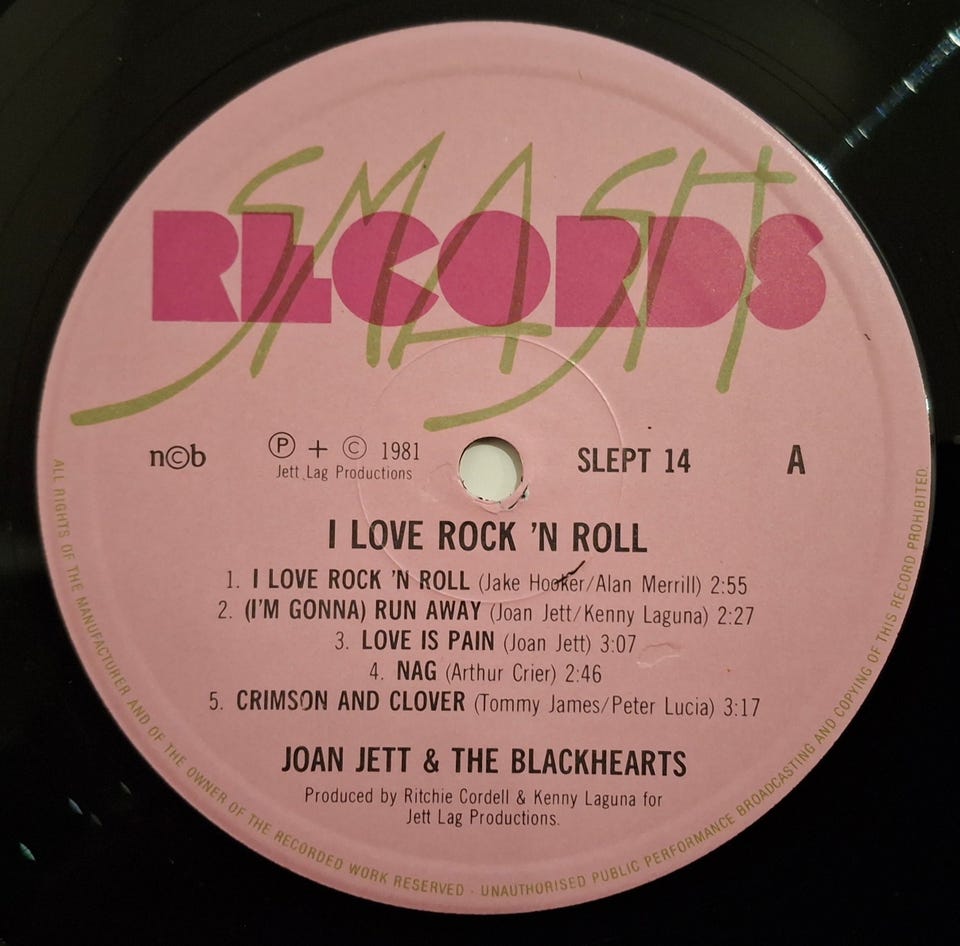 SMASH
RECORDS
n©b
Ⓟ + © 1981
Jett Lag Productions
SLEPT 14
A
I LOVE ROCK 'N ROLL
1. I LOVE ROCK 'N ROLL (Jake Hooker/Alan Merrill) 2:55
2. (I'M GONNA) RUN AWAY (Joan Jett/Kenny Laguna) 2:27
3. LOVE IS PAIN (Joan Jett) 3:07
4. NAG (Arthur Crier) 2:46
5. CRIMSON AND CLOVER (Tommy James/Peter Lucia) 3:17
JOAN JETT & THE BLACKHEARTS
Produced by Ritchie Cordell & Kenny Laguna for
Jett Lag Productions.
ALL RIGHTS OF THE MANUFACTURER AND OF THE OWNER OF THE RECORDED WORK RESERVED · UNAUTHORISED PUBLIC PERFORMANCE BROADCASTING AND COPYING OF THIS RECORD PROHIBITED.